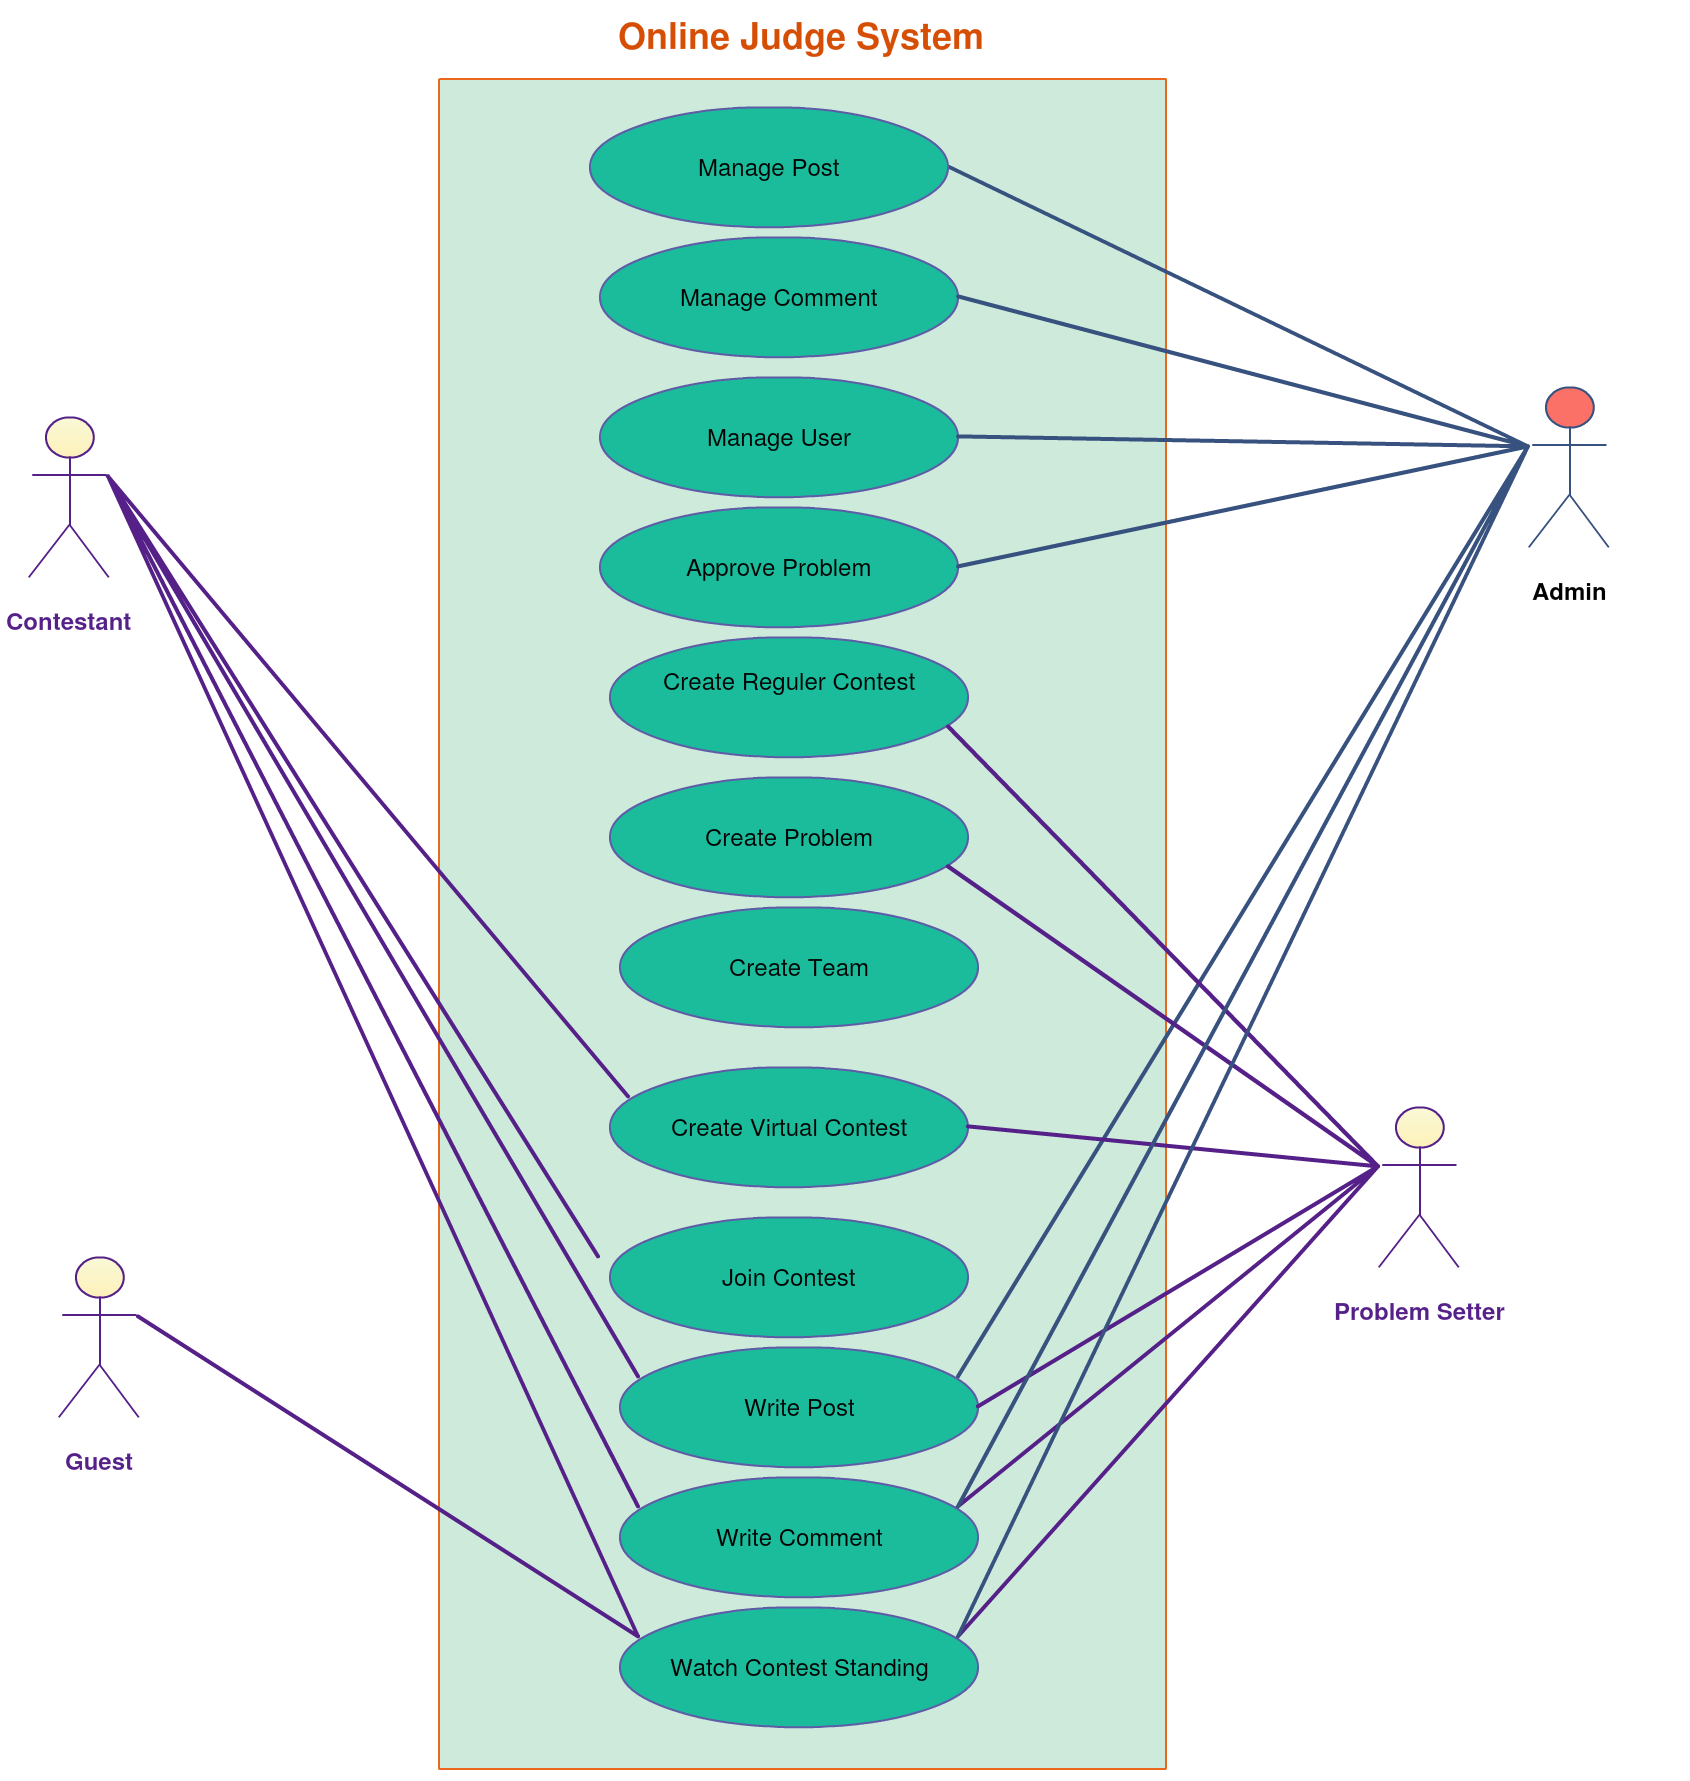 Online Judge System
Manage Post
Manage Comment
Manage User
Approve Problem
Create Reguler Contest
Create Problem
Create Team
Create Virtual Contest
Join Contest
Write Post
Write Comment
Watch Contest Standing
Contestant
Guest
Admin
Problem Setter